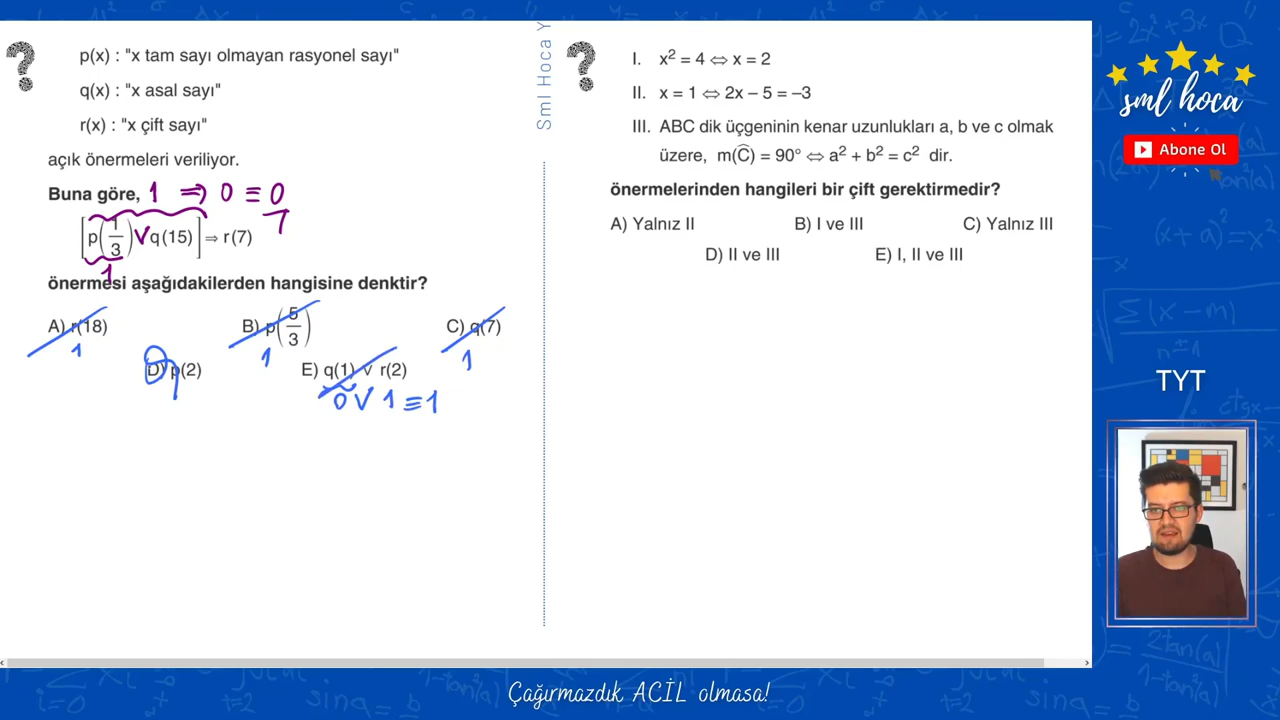 p(x) : "x tam sayı olmayan rasyonel sayı"
q(x) : "x asal sayı"
r(x) : "x çift sayı"
açık önermeleri veriliyor.
Buna göre, 1 ⇒ 0 ≡ 0
[p(1/3) ∨ q(15)] ⇒ r(7)
1
önermesi aşağıdakilerden hangisine denktir?
A) r(18) B) p(5/3) C) q(7)
1 1 1
D) p(2) E) q(1) ∨ r(2)
0 ∨ 1 ≡ 1
Sml Hoca Y
I. x² = 4 ⇔ x = 2
II. x = 1 ⇔ 2x – 5 = –3
III. ABC dik üçgeninin kenar uzunlukları a, b ve c olmak
üzere, m(Ĉ) = 90° ⇔ a² + b² = c² dir.
önermelerinden hangileri bir çift gerektirmedir?
A) Yalnız II B) I ve III C) Yalnız III
D) II ve III E) I, II ve III
sml hoca
Abone Ol
TYT
Çağırmazdık ACİL olmasa!